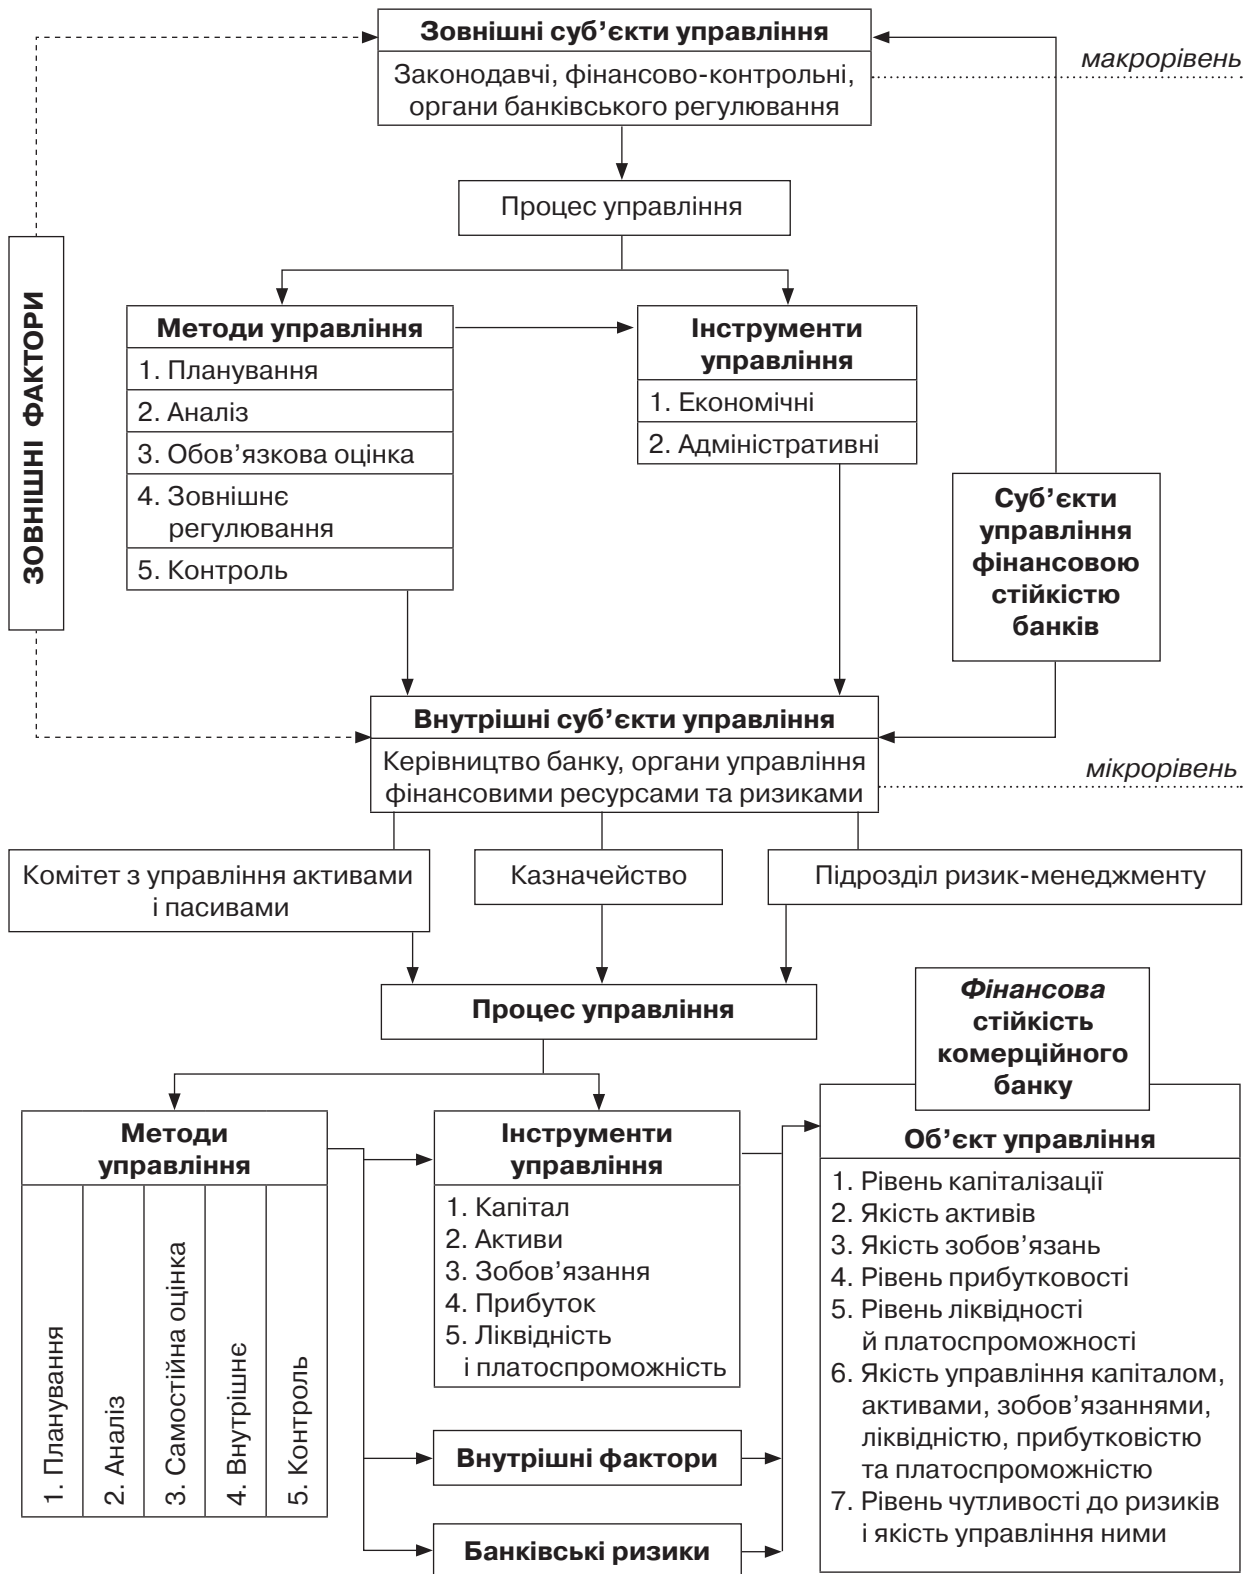 Зовнішні суб’єкти управління
Законодавчі, фінансово-контрольні,
органи банківського регулювання
макрорівень
Процес управління
ЗОВНІШНІ ФАКТОРИ
Методи управління
1. Планування
2. Аналіз
3. Обов’язкова оцінка
4. Зовнішнє
регулювання
5. Контроль
Інструменти
управління
1. Економічні
2. Адміністративні
Суб’єкти
управління
фінансовою
стійкістю
банків
Внутрішні суб’єкти управління
Керівництво банку, органи управління
фінансовими ресурсами та ризиками
мікрорівень
Комітет з управління активами
і пасивами
Казначейство
Підрозділ ризик-менеджменту
Процес управління
Фінансова
стійкість
комерційного
банку
Методи
управління
1. Планування
2. Аналіз
3. Самостійна оцінка
4. Внутрішнє
5. Контроль
Інструменти
управління
1. Капітал
2. Активи
3. Зобов’язання
4. Прибуток
5. Ліквідність
і платоспроможність
Внутрішні фактори
Банківські ризики
Об’єкт управління
1. Рівень капіталізації
2. Якість активів
3. Якість зобов’язань
4. Рівень прибутковості
5. Рівень ліквідності
й платоспроможності
6. Якість управління капіталом,
активами, зобов’язаннями,
ліквідністю, прибутковістю
та платоспроможністю
7. Рівень чутливості до ризиків
і якість управління ними